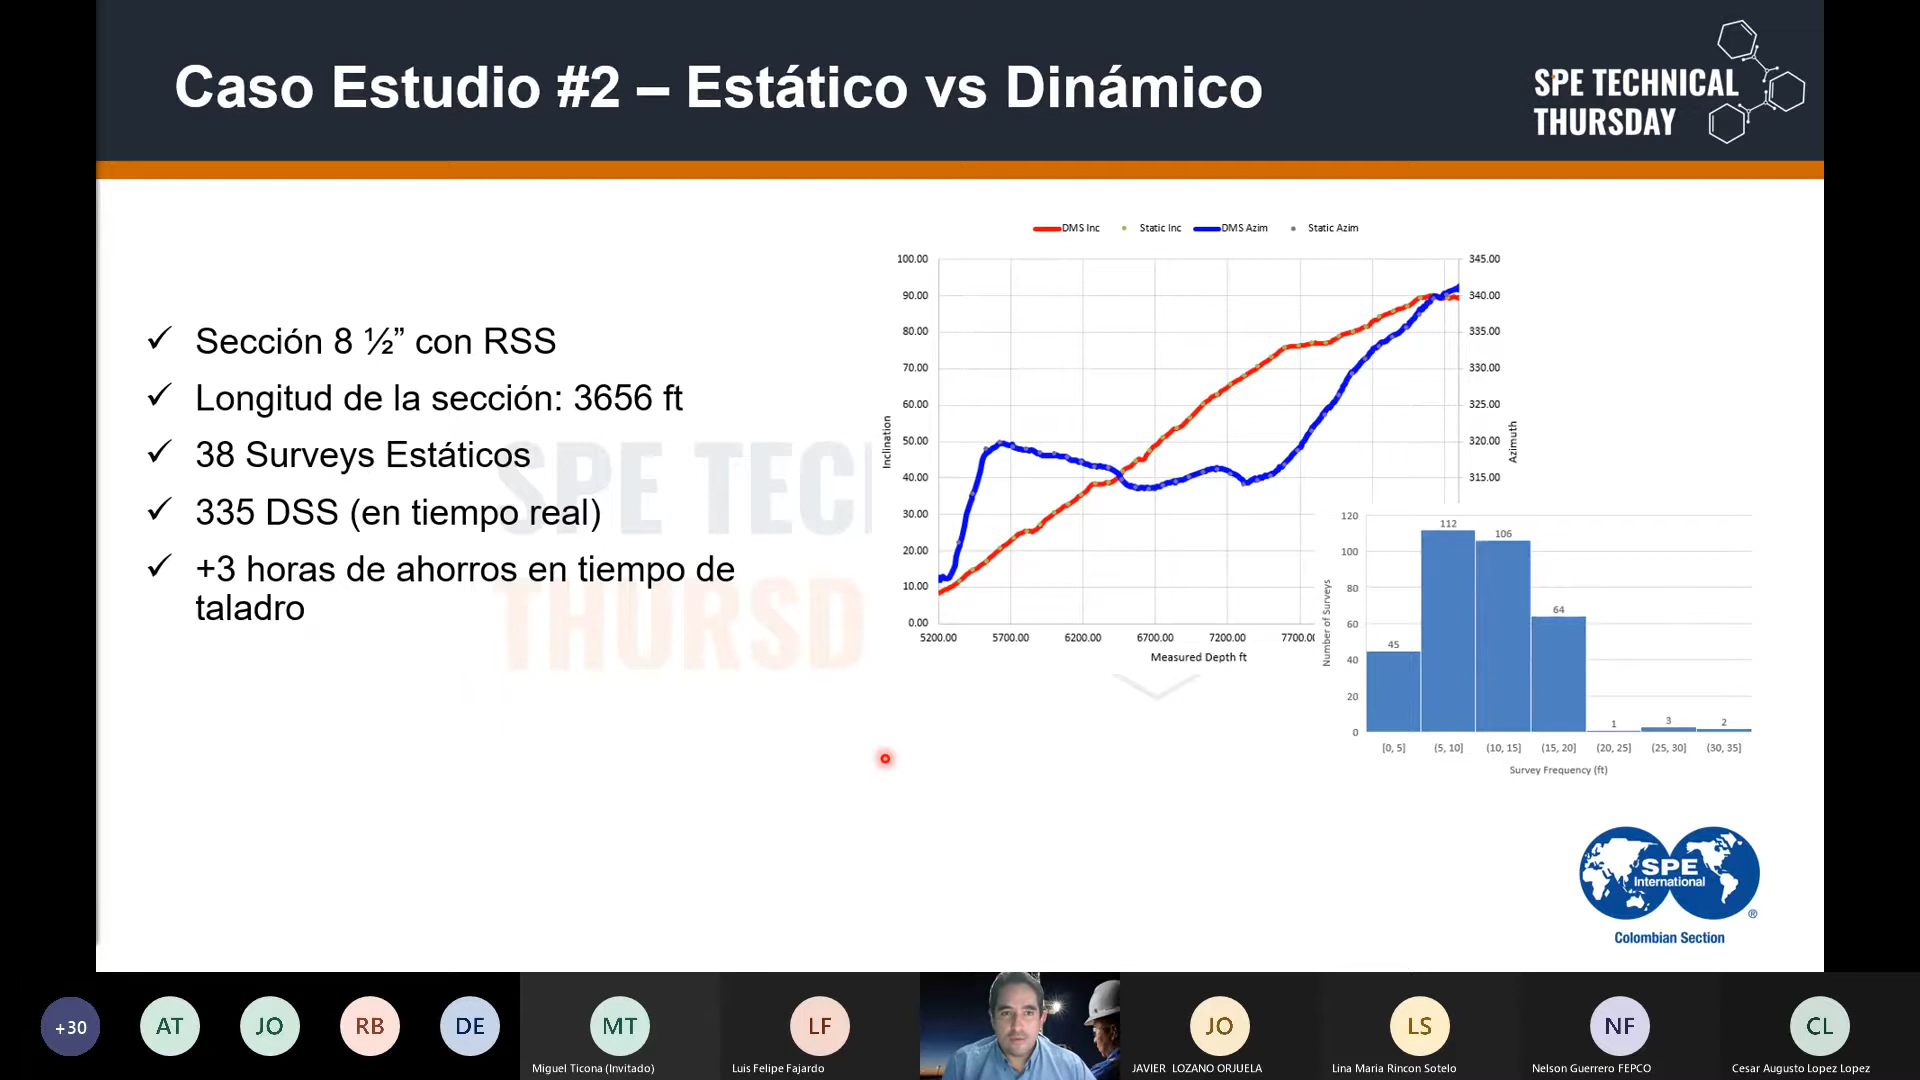 Caso Estudio #2 – Estático vs Dinámico
SPE TECHNICAL
THURSDAY
✓ Sección 8 ½” con RSS
✓ Longitud de la sección: 3656 ft
✓ 38 Surveys Estáticos
✓ 335 DSS (en tiempo real)
✓ +3 horas de ahorros en tiempo de
taladro
SPE TEC
THURSD
DMS Inc Static Inc DMS Azim Static Azim
100.00 345.00
90.00 340.00
80.00 335.00
70.00 330.00
60.00 325.00
50.00 320.00
40.00 315.00
30.00
20.00
10.00
0.00
Inclination
Azimuth
5200.00 5700.00 6200.00 6700.00 7200.00 7700.0
Measured Depth ft
120
100
80
60
40
20
0
Number of Surveys
45 112 106 64 1 3 2
[0, 5] (5, 10] (10, 15] (15, 20] (20, 25] (25, 30] (30, 35]
Survey Frequency (ft)
SPE
International
®
Colombian Section
+30 AT JO RB DE MT LF JO LS NF CL
Miguel Ticona (Invitado) Luis Felipe Fajardo JAVIER LOZANO ORJUELA Lina Maria Rincon Sotelo Nelson Guerrero FEPCO Cesar Augusto Lopez Lopez